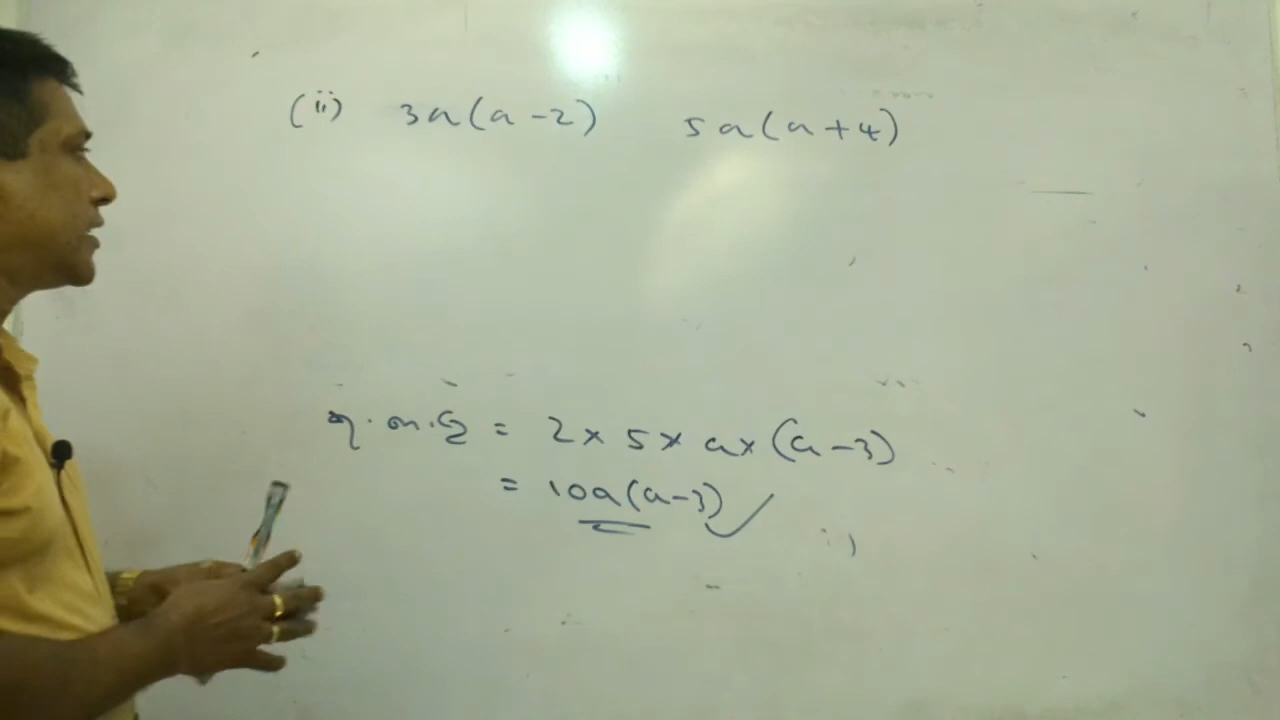 (ii) 3a(a-2) 5a(a+4)
= 2 × 5 × a × (a-3)
= 10a(a-3) ✓